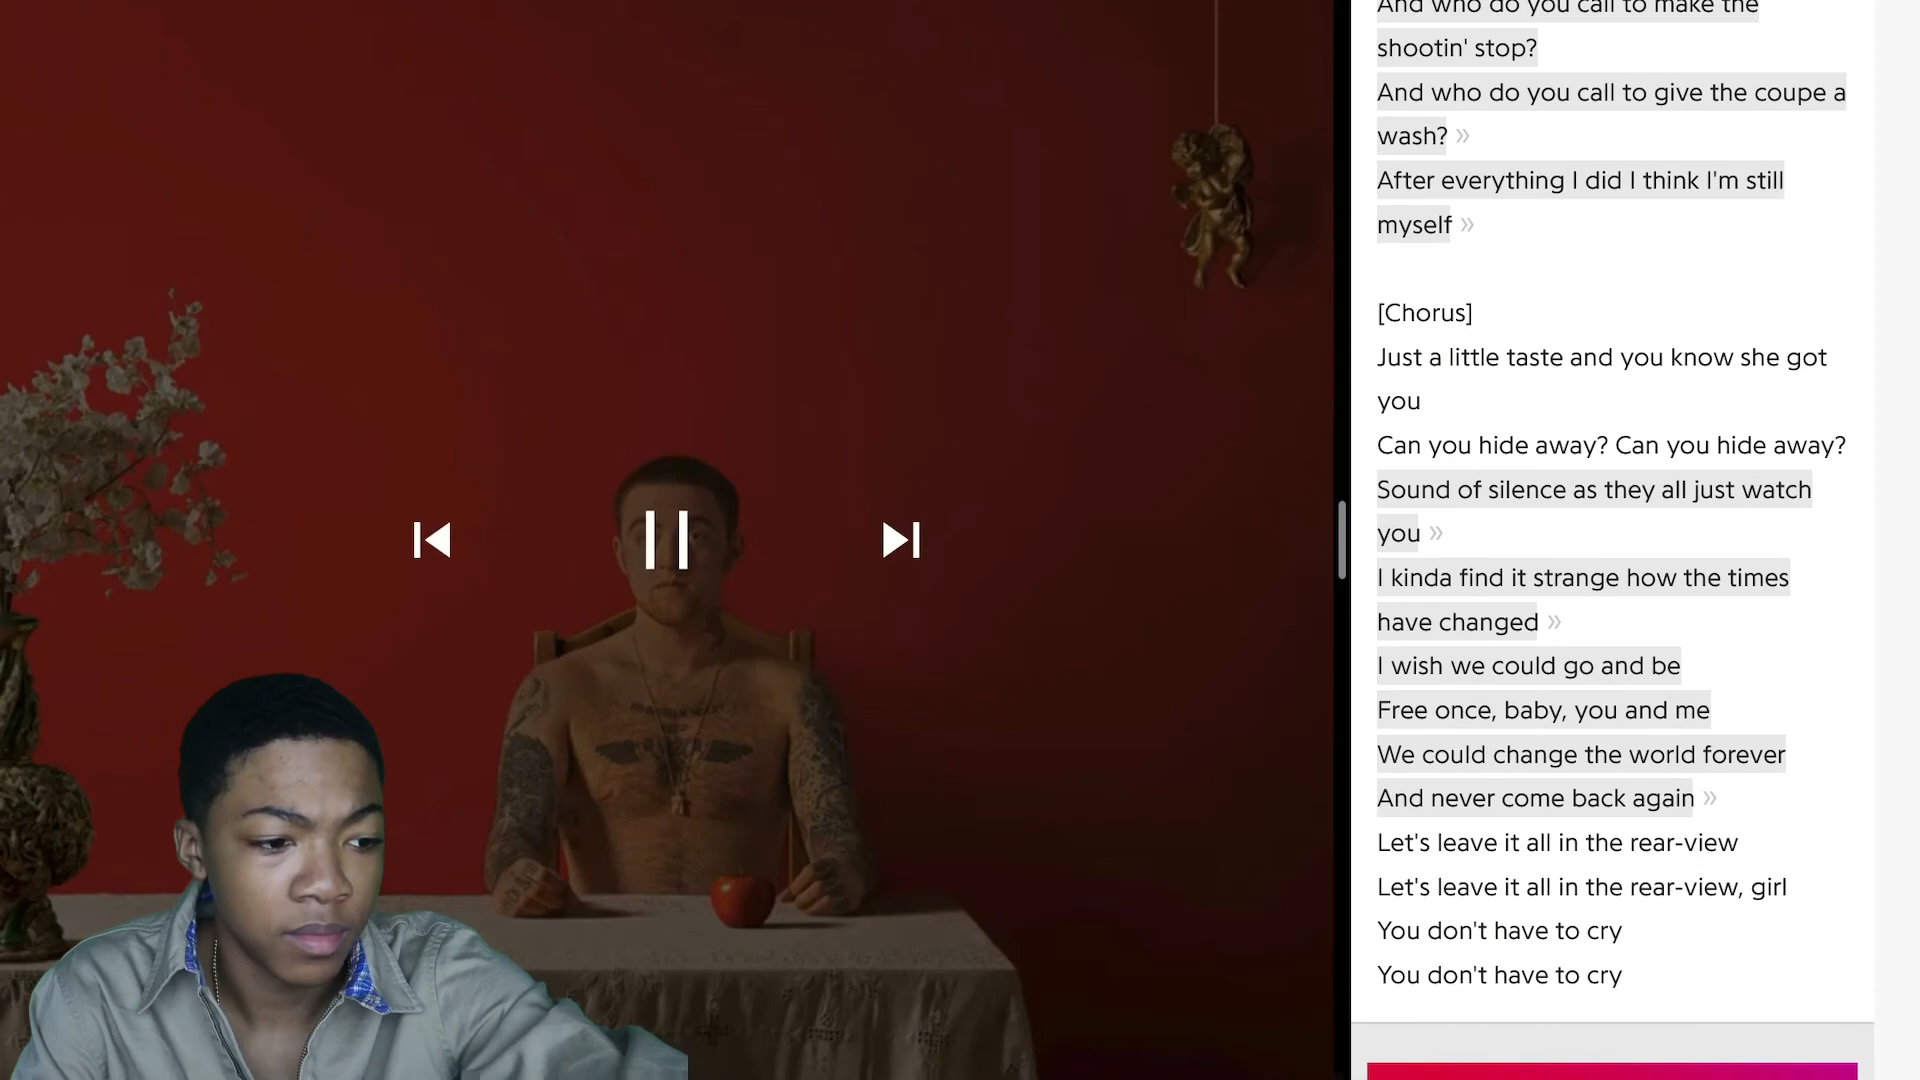 And who do you call to make the
shootin' stop?
And who do you call to give the coupe a
wash? »
After everything I did I think I'm still
myself »
[Chorus]
Just a little taste and you know she got
you
Can you hide away? Can you hide away?
Sound of silence as they all just watch
you »
I kinda find it strange how the times
have changed »
I wish we could go and be
Free once, baby, you and me
We could change the world forever
And never come back again »
Let's leave it all in the rear-view
Let's leave it all in the rear-view, girl
You don't have to cry
You don't have to cry